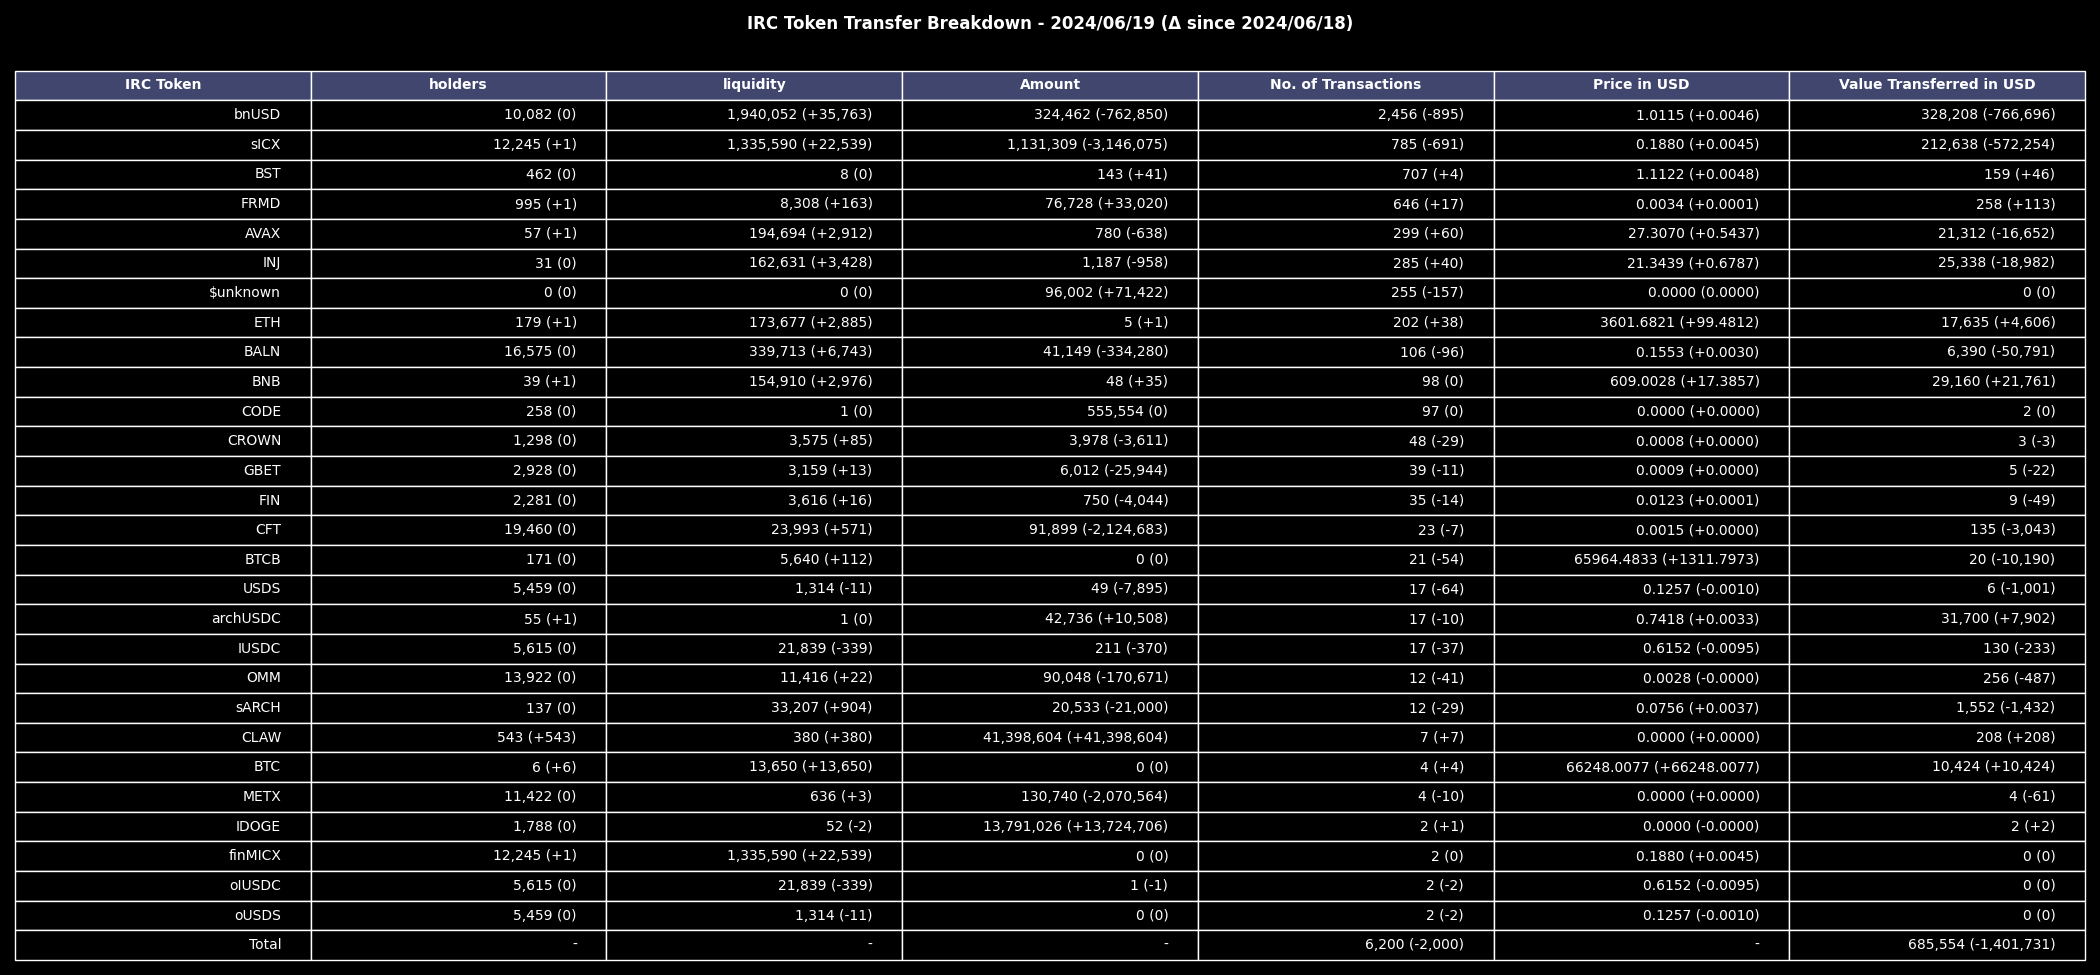 IRC Token Transfer Breakdown - 2024/06/19 (Δ since 2024/06/18)
IRC Token holders liquidity Amount No. of Transactions Price in USD Value Transferred in USD
bnUSD 10,082 (0) 1,940,052 (+35,763) 324,462 (-762,850) 2,456 (-895) 1.0115 (+0.0046) 328,208 (-766,696)
sICX 12,245 (+1) 1,335,590 (+22,539) 1,131,309 (-3,146,075) 785 (-691) 0.1880 (+0.0045) 212,638 (-572,254)
BST 462 (0) 8 (0) 143 (+41) 707 (+4) 1.1122 (+0.0048) 159 (+46)
FRMD 995 (+1) 8,308 (+163) 76,728 (+33,020) 646 (+17) 0.0034 (+0.0001) 258 (+113)
AVAX 57 (+1) 194,694 (+2,912) 780 (-638) 299 (+60) 27.3070 (+0.5437) 21,312 (-16,652)
INJ 31 (0) 162,631 (+3,428) 1,187 (-958) 285 (+40) 21.3439 (+0.6787) 25,338 (-18,982)
$unknown 0 (0) 0 (0) 96,002 (+71,422) 255 (-157) 0.0000 (0.0000) 0 (0)
ETH 179 (+1) 173,677 (+2,885) 5 (+1) 202 (+38) 3601.6821 (+99.4812) 17,635 (+4,606)
BALN 16,575 (0) 339,713 (+6,743) 41,149 (-334,280) 106 (-96) 0.1553 (+0.0030) 6,390 (-50,791)
BNB 39 (+1) 154,910 (+2,976) 48 (+35) 98 (0) 609.0028 (+17.3857) 29,160 (+21,761)
CODE 258 (0) 1 (0) 555,554 (0) 97 (0) 0.0000 (+0.0000) 2 (0)
CROWN 1,298 (0) 3,575 (+85) 3,978 (-3,611) 48 (-29) 0.0008 (+0.0000) 3 (-3)
GBET 2,928 (0) 3,159 (+13) 6,012 (-25,944) 39 (-11) 0.0009 (+0.0000) 5 (-22)
FIN 2,281 (0) 3,616 (+16) 750 (-4,044) 35 (-14) 0.0123 (+0.0001) 9 (-49)
CFT 19,460 (0) 23,993 (+571) 91,899 (-2,124,683) 23 (-7) 0.0015 (+0.0000) 135 (-3,043)
BTCB 171 (0) 5,640 (+112) 0 (0) 21 (-54) 65964.4833 (+1311.7973) 20 (-10,190)
USDS 5,459 (0) 1,314 (-11) 49 (-7,895) 17 (-64) 0.1257 (-0.0010) 6 (-1,001)
archUSDC 55 (+1) 1 (0) 42,736 (+10,508) 17 (-10) 0.7418 (+0.0033) 31,700 (+7,902)
IUSDC 5,615 (0) 21,839 (-339) 211 (-370) 17 (-37) 0.6152 (-0.0095) 130 (-233)
OMM 13,922 (0) 11,416 (+22) 90,048 (-170,671) 12 (-41) 0.0028 (-0.0000) 256 (-487)
sARCH 137 (0) 33,207 (+904) 20,533 (-21,000) 12 (-29) 0.0756 (+0.0037) 1,552 (-1,432)
CLAW 543 (+543) 380 (+380) 41,398,604 (+41,398,604) 7 (+7) 0.0000 (+0.0000) 208 (+208)
BTC 6 (+6) 13,650 (+13,650) 0 (0) 4 (+4) 66248.0077 (+66248.0077) 10,424 (+10,424)
METX 11,422 (0) 636 (+3) 130,740 (-2,070,564) 4 (-10) 0.0000 (+0.0000) 4 (-61)
IDOGE 1,788 (0) 52 (-2) 13,791,026 (+13,724,706) 2 (+1) 0.0000 (-0.0000) 2 (+2)
finMICX 12,245 (+1) 1,335,590 (+22,539) 0 (0) 2 (0) 0.1880 (+0.0045) 0 (0)
oIUSDC 5,615 (0) 21,839 (-339) 1 (-1) 2 (-2) 0.6152 (-0.0095) 0 (0)
oUSDS 5,459 (0) 1,314 (-11) 0 (0) 2 (-2) 0.1257 (-0.0010) 0 (0)
Total - - - 6,200 (-2,000) - 685,554 (-1,401,731)